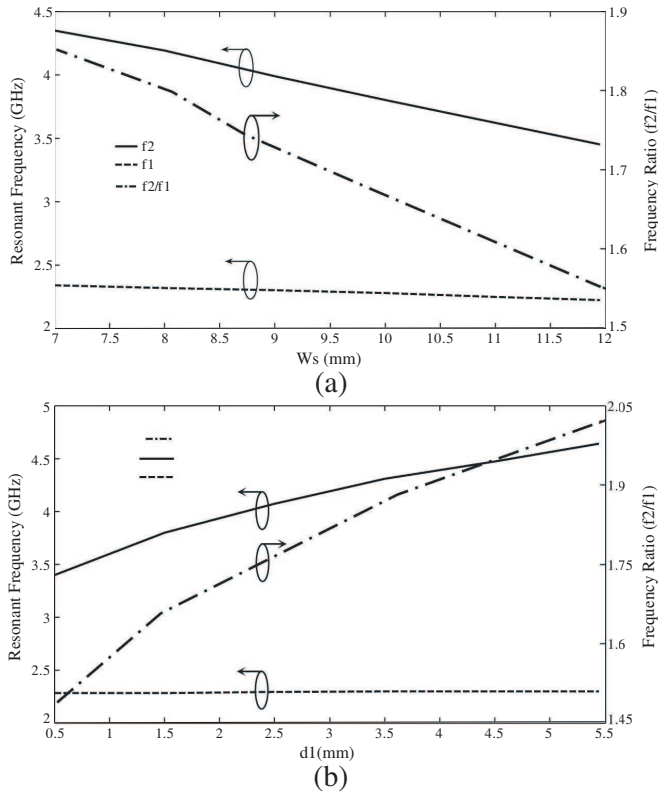 4.5
4
3.5
3
2.5
2
Resonant Frequency (GHz)
f2
f1
f2/f1
1.9
1.8
1.7
1.6
1.5
Frequency Ratio (f2/f1)
7 7.5 8 8.5 9 9.5 10 10.5 11 11.5 12
Ws (mm)
(a)
5
4.5
4
3.5
3
2.5
2
Resonant Frequency (GHz)
2.05
1.9
1.75
1.6
1.45
Frequency Ratio (f2/f1)
0.5 1 1.5 2 2.5 3 3.5 4 4.5 5 5.5
d1(mm)
(b)